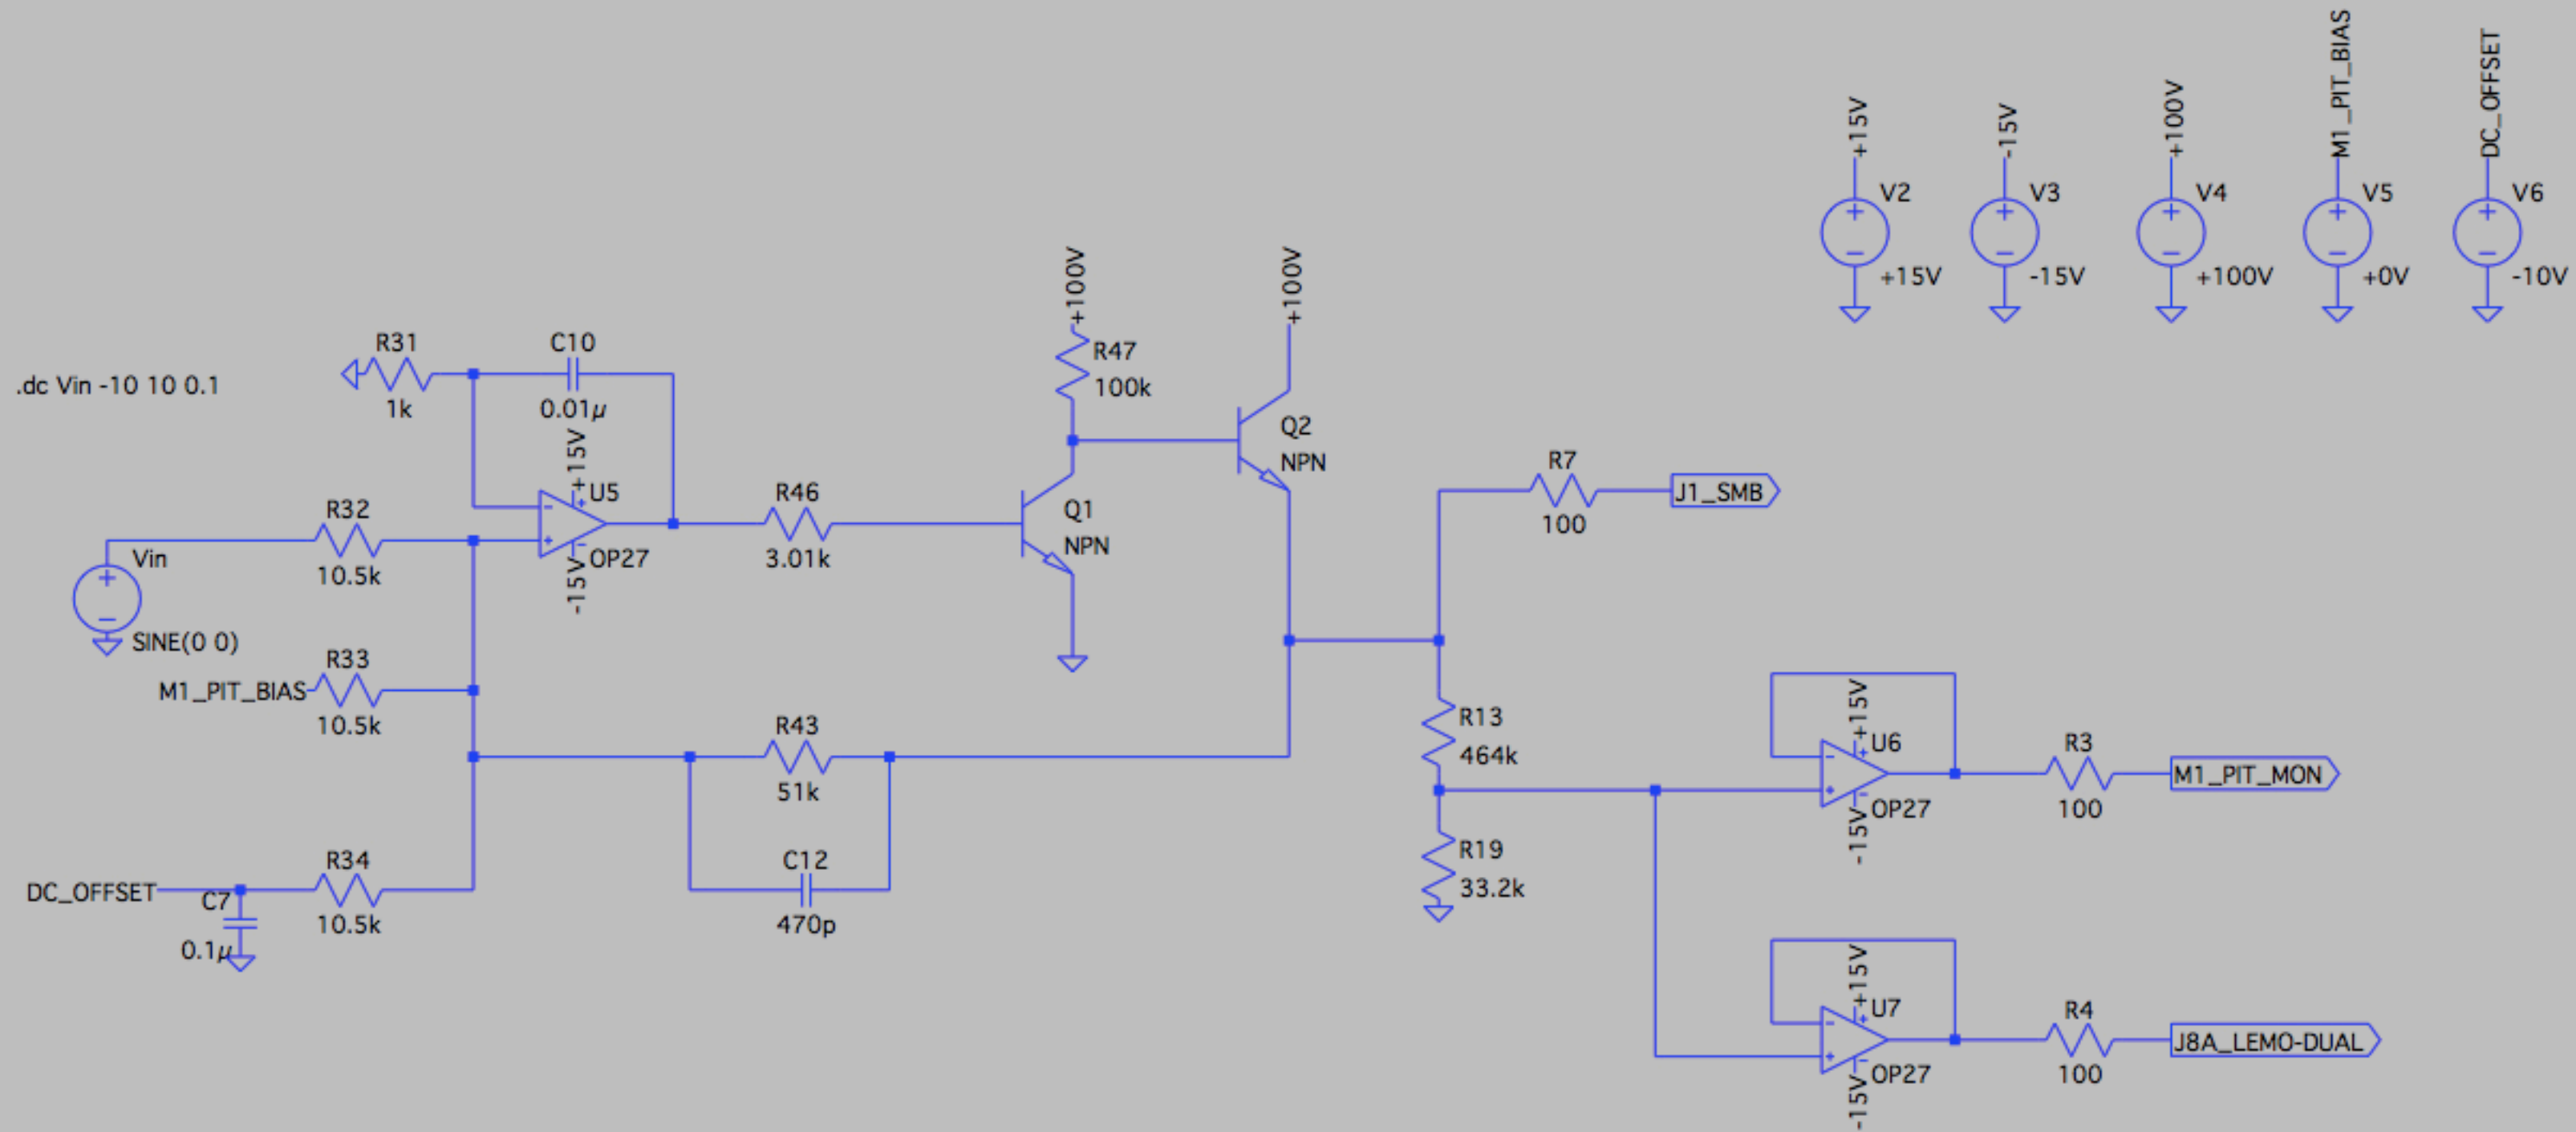 +15V
-15V
+100V
M1_PIT_BIAS
DC_OFFSET
V2
V3
V4
V5
V6
+15V
-15V
+100V
+0V
-10V
.dc Vin -10 10 0.1
R31
1k
C10
0.01µ
+15V
U5
OP27
-15V
R32
10.5k
Vin
SINE(0 0)
R33
M1_PIT_BIAS
10.5k
DC_OFFSET
C7
0.1µ
R34
10.5k
R46
3.01k
R43
51k
C12
470p
+100V
R47
100k
Q1
NPN
+100V
Q2
NPN
R7
100
J1_SMB
R13
464k
R19
33.2k
+15V
U6
OP27
-15V
R3
100
M1_PIT_MON
+15V
U7
OP27
-15V
R4
100
J8A_LEMO-DUAL